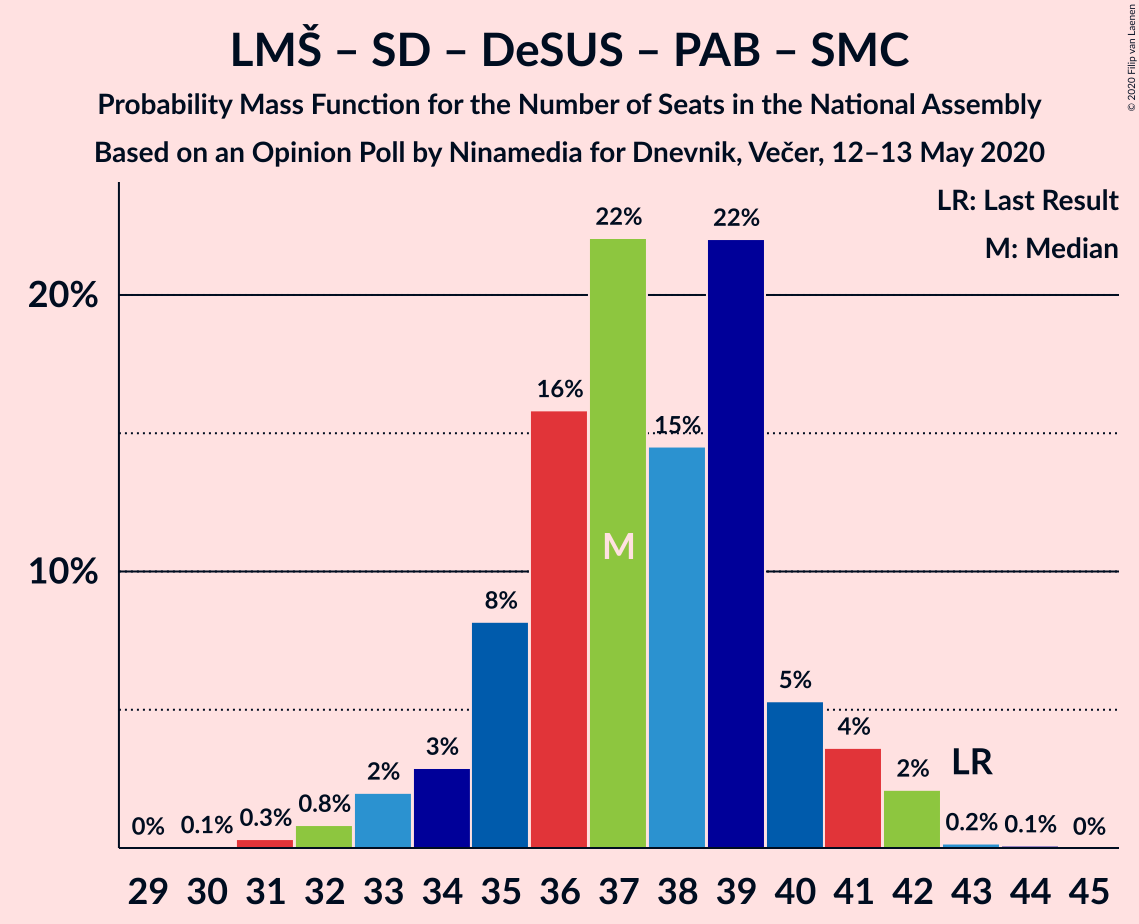 LMŠ – SD – DeSUS – PAB – SMC
Probability Mass Function for the Number of Seats in the National Assembly
Based on an Opinion Poll by Ninamedia for Dnevnik, Večer, 12–13 May 2020
© 2020 Filip van Laenen
LR: Last Result
M: Median
20%
10%
0% 0.1% 0.3% 0.8% 2% 3% 8% 16% 22% 15% 22% 5% 4% 2% 0.2% 0.1% 0%
M
LR
29 30 31 32 33 34 35 36 37 38 39 40 41 42 43 44 45